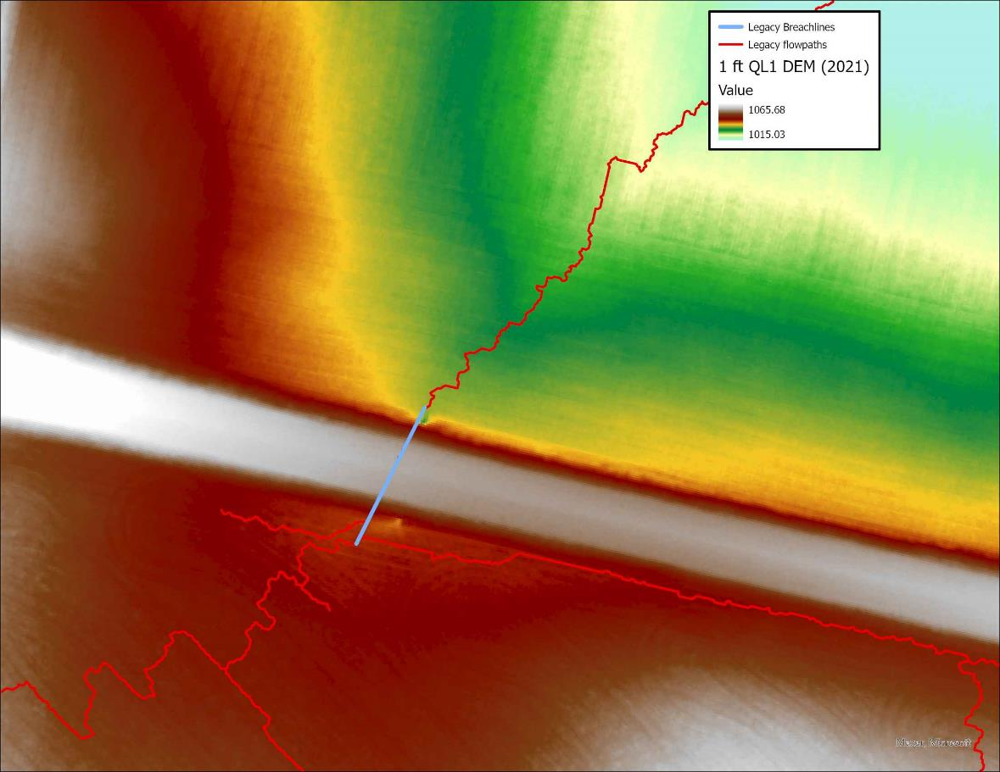 Legacy Breachlines
Legacy flowpaths
1 ft QL1 DEM (2021)
Value
1065.68
1015.03
Maxar, Microsoft